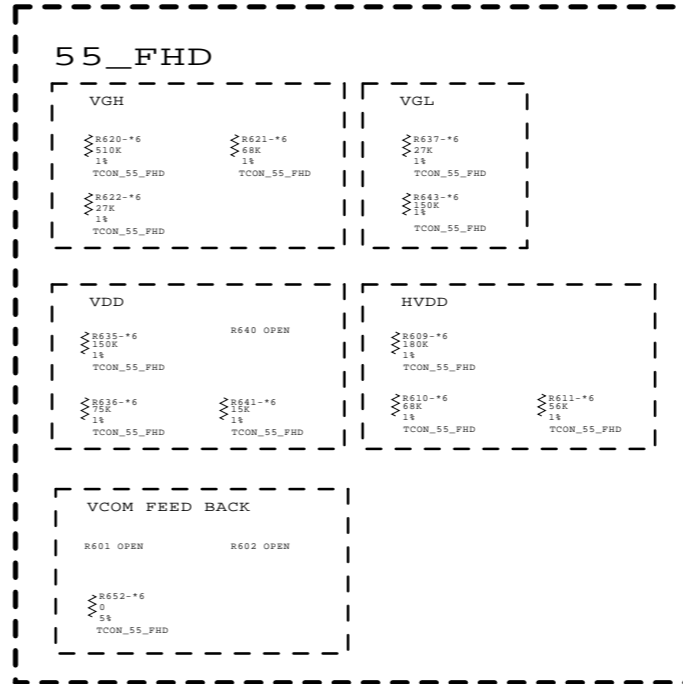 55_FHD
VGH
R620-*6
510K
1%
TCON_55_FHD
R621-*6
68K
1%
TCON_55_FHD
R622-*6
27K
1%
TCON_55_FHD
VGL
R637-*6
27K
1%
TCON_55_FHD
R643-*6
150K
1%
TCON_55_FHD
VDD
R635-*6
150K
1%
TCON_55_FHD
R640 OPEN
R636-*6
75K
1%
TCON_55_FHD
R641-*6
15K
1%
TCON_55_FHD
HVDD
R609-*6
180K
1%
TCON_55_FHD
R610-*6
68K
1%
TCON_55_FHD
R611-*6
56K
1%
TCON_55_FHD
VCOM FEED BACK
R601 OPEN
R602 OPEN
R652-*6
0
5%
TCON_55_FHD